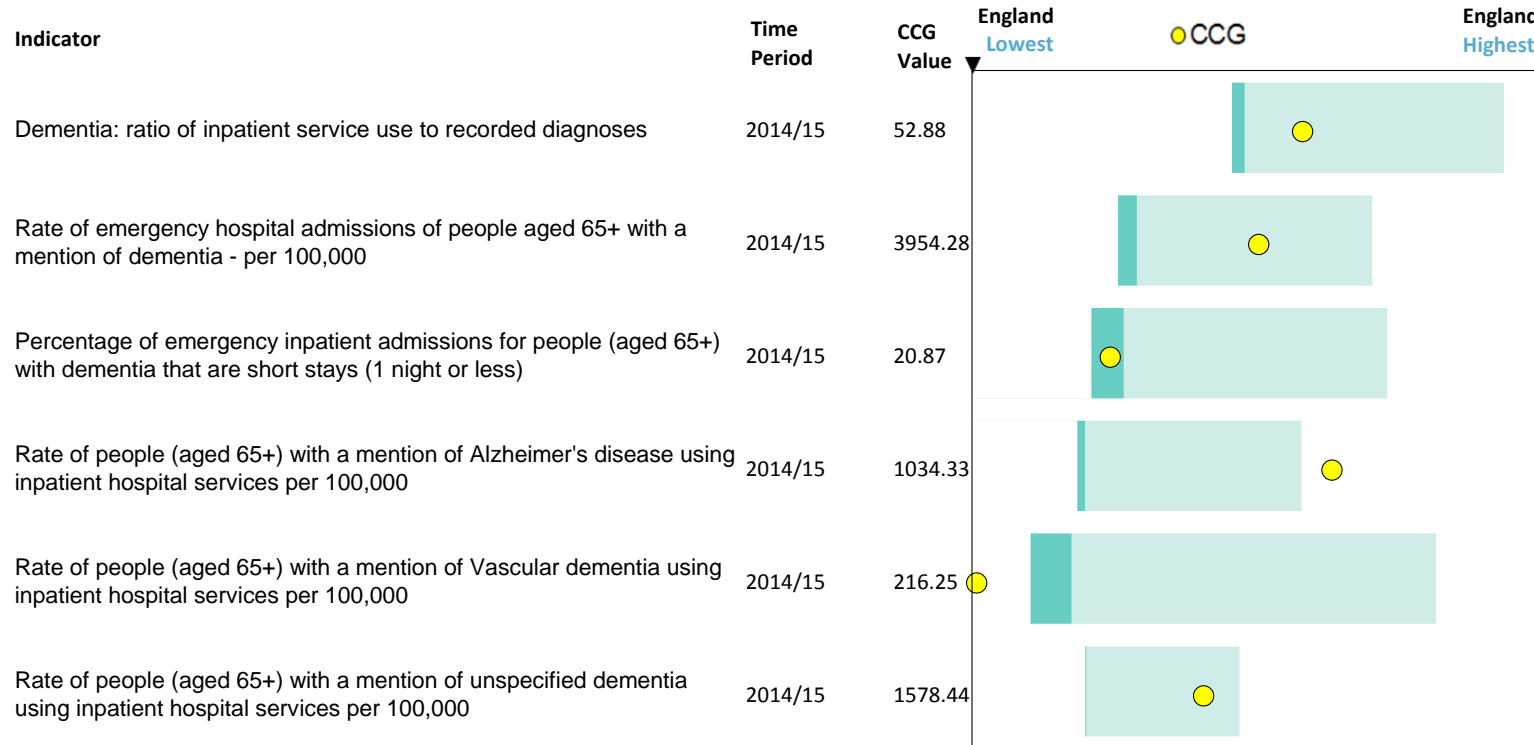 Indicator
Time
Period
CCG
Value
England
Lowest
CCG
England
Highest
Dementia: ratio of inpatient service use to recorded diagnoses
2014/15
52.88
Rate of emergency hospital admissions of people aged 65+ with a
mention of dementia - per 100,000
2014/15
3954.28
Percentage of emergency inpatient admissions for people (aged 65+)
with dementia that are short stays (1 night or less)
2014/15
20.87
Rate of people (aged 65+) with a mention of Alzheimer's disease using
inpatient hospital services per 100,000
2014/15
1034.33
Rate of people (aged 65+) with a mention of Vascular dementia using
inpatient hospital services per 100,000
2014/15
216.25
Rate of people (aged 65+) with a mention of unspecified dementia
using inpatient hospital services per 100,000
2014/15
1578.44